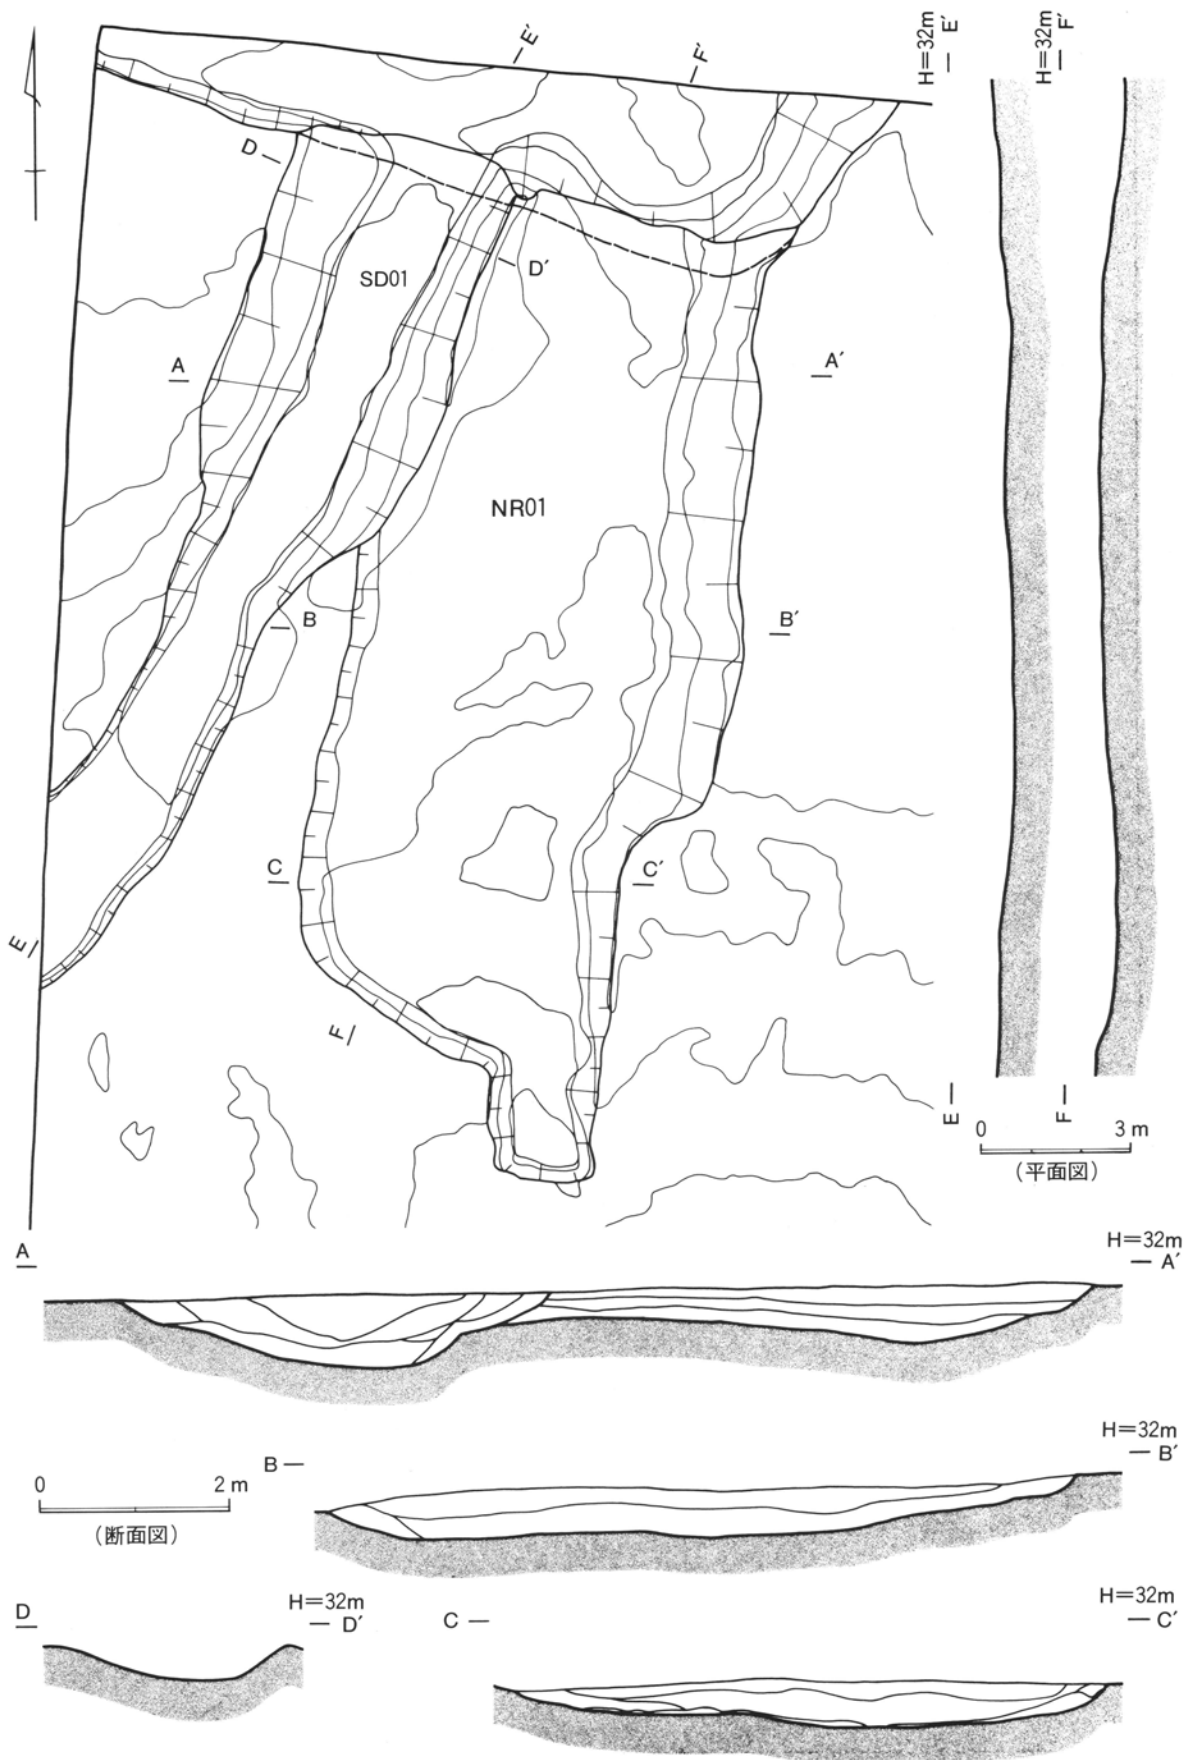 E′
F′
H=32m
E′
H=32m
F′
D
SD01
D′
A
A′
NR01
B
B′
C
C′
E
F
E
F
0 3 m
(平面図)
A
H=32m
A′
H=32m
B
B′
0 2 m
(断面図)
D
H=32m
D′
C
H=32m
C′